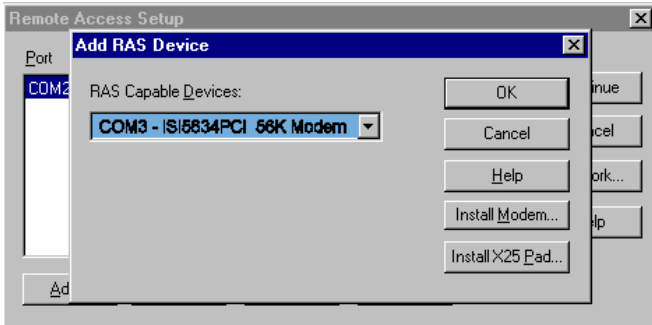 Remote Access Setup
Add RAS Device
Port
COM2
RAS Capable Devices:
COM3 - ISI5634PCI 56K Modem
OK
Cancel
Help
Install Modem...
Install X25 Pad...
inue
cel
ork...
lp
Ad